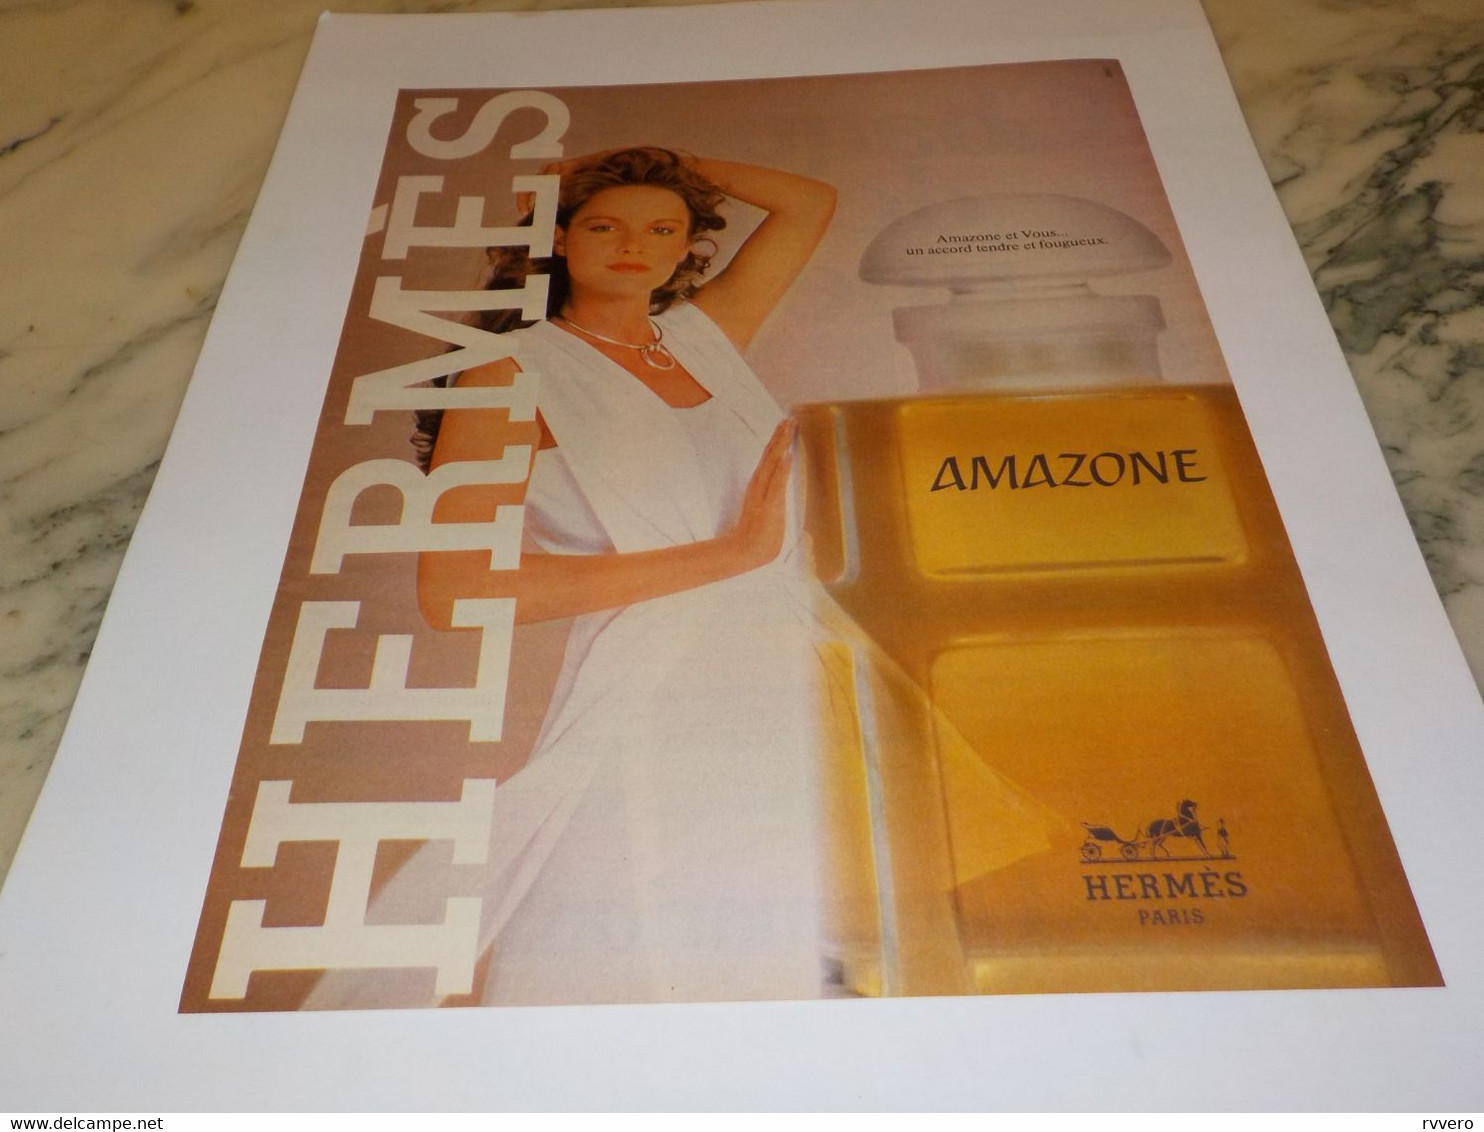 HERMÈS
Amazone et Vous...
un accord tendre et fougueux.
AMAZONE
HERMÈS
PARIS
www.delcampe.net
rvvero